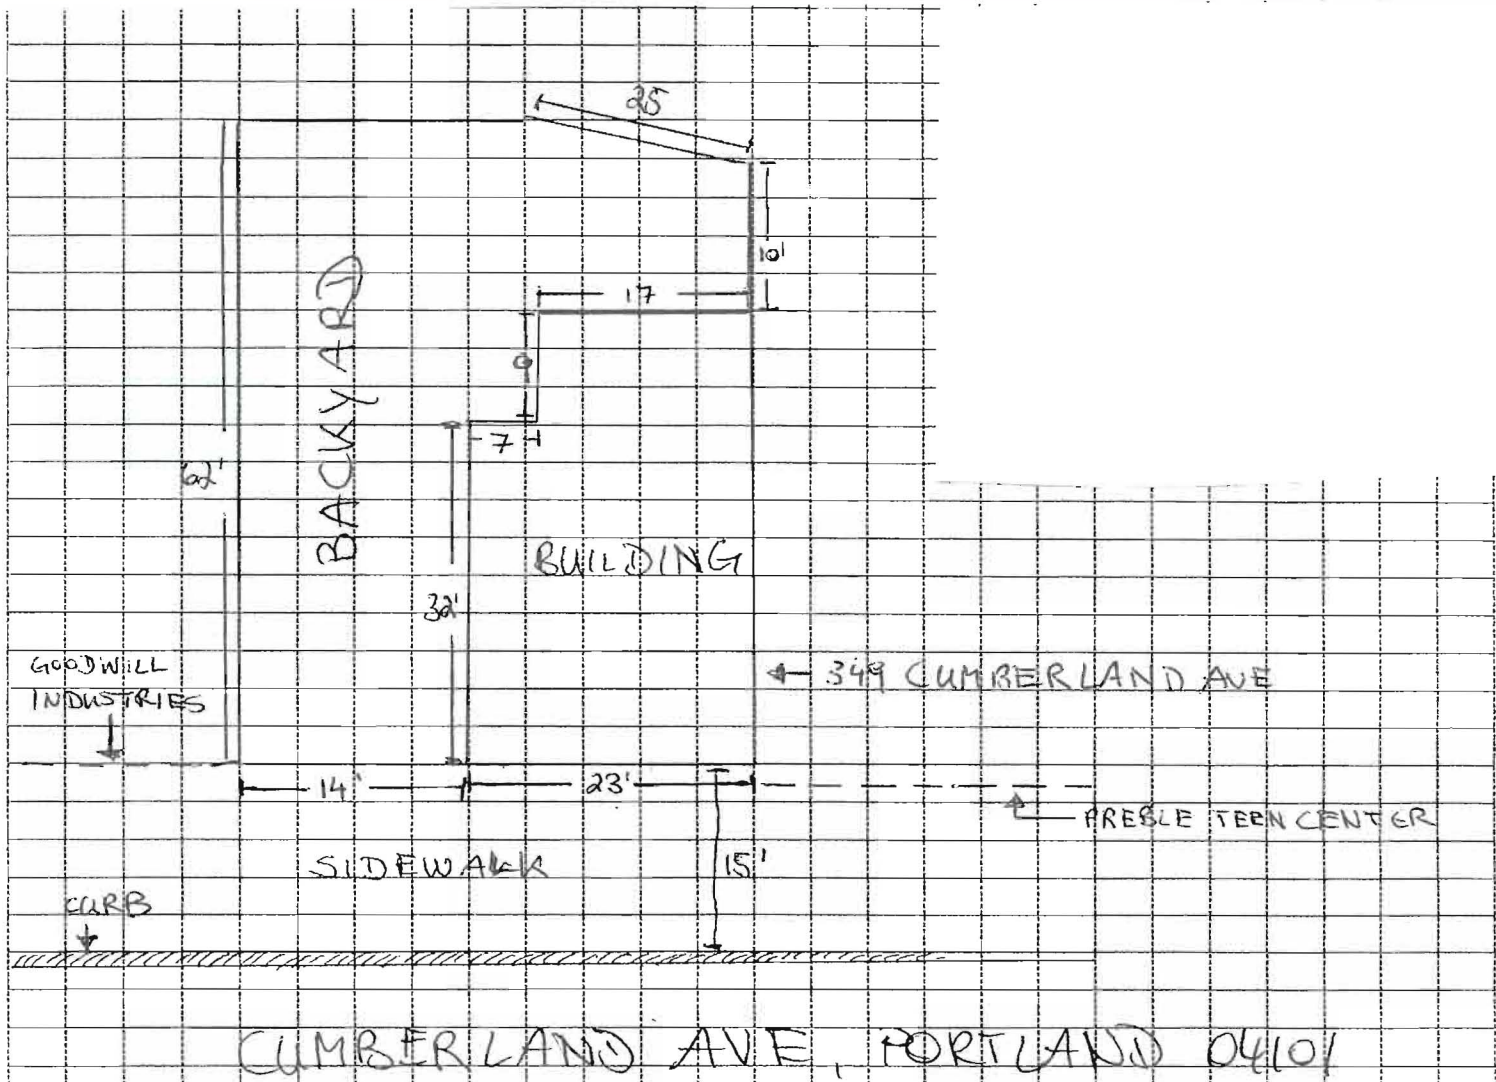 25
10'
17
9
7
62'
BACKYARD
BUILDING
32'
GOODWILL
INDUSTRIES
349 CUMBERLAND AVE
14'
23'
PREBLE TEEN CENTER
SIDEWALK
15'
CURB
CUMBERLAND AVE, PORTLAND 04101